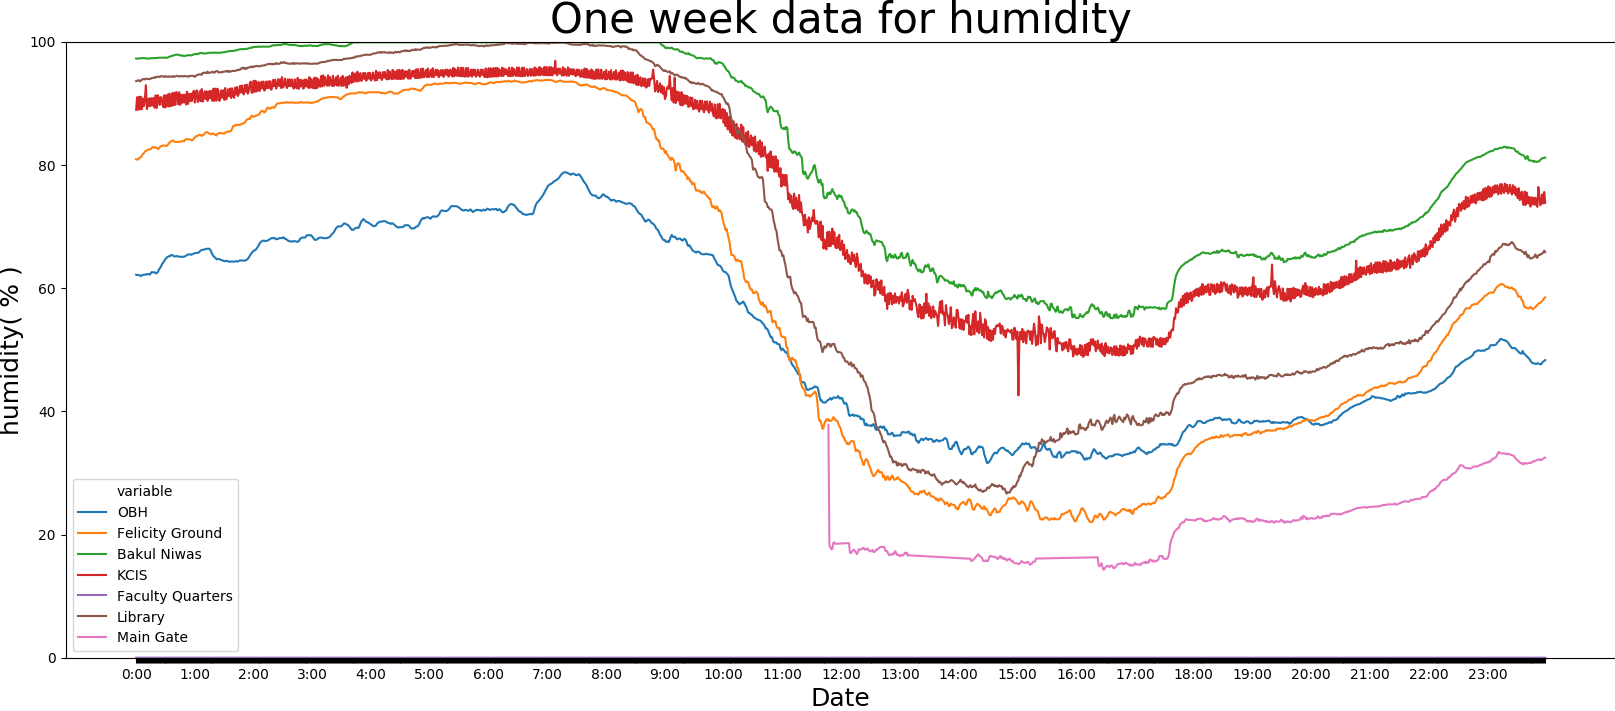 One week data for humidity
humidity( % )
100
80
60
40
20
0
variable
OBH
Felicity Ground
Bakul Niwas
KCIS
Faculty Quarters
Library
Main Gate
0:00 1:00 2:00 3:00 4:00 5:00 6:00 7:00 8:00 9:00 10:00 11:00 12:00 13:00 14:00 15:00 16:00 17:00 18:00 19:00 20:00 21:00 22:00 23:00
Date